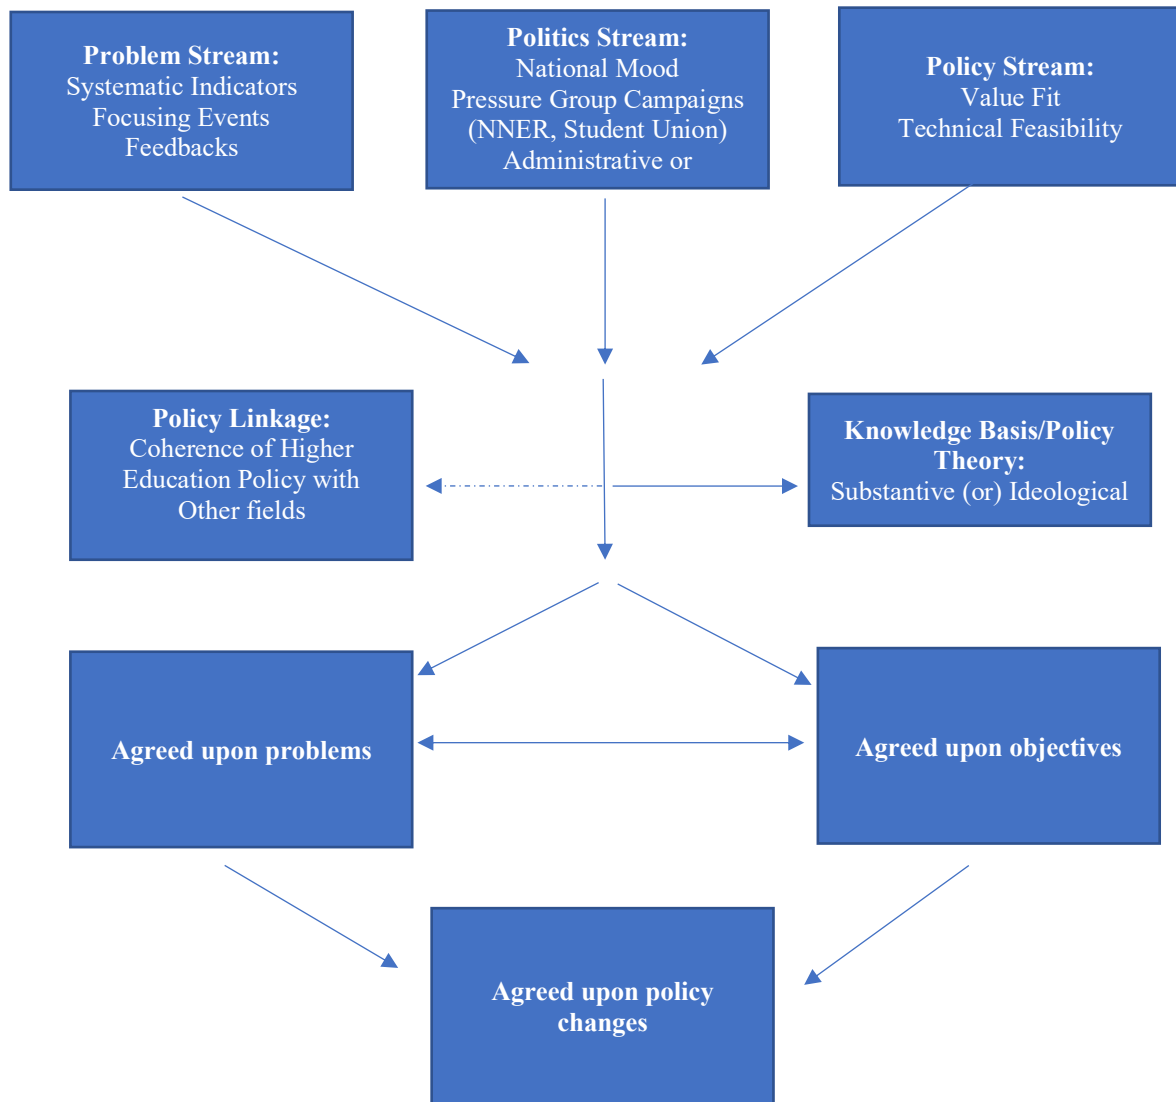 Problem Stream:
Systematic Indicators
Focusing Events
Feedbacks
Politics Stream:
National Mood
Pressure Group Campaigns
(NNER, Student Union)
Administrative or
Policy Stream:
Value Fit
Technical Feasibility
Policy Linkage:
Coherence of Higher
Education Policy with
Other fields
Knowledge Basis/Policy
Theory:
Substantive (or) Ideological
Agreed upon problems
Agreed upon objectives
Agreed upon policy
changes